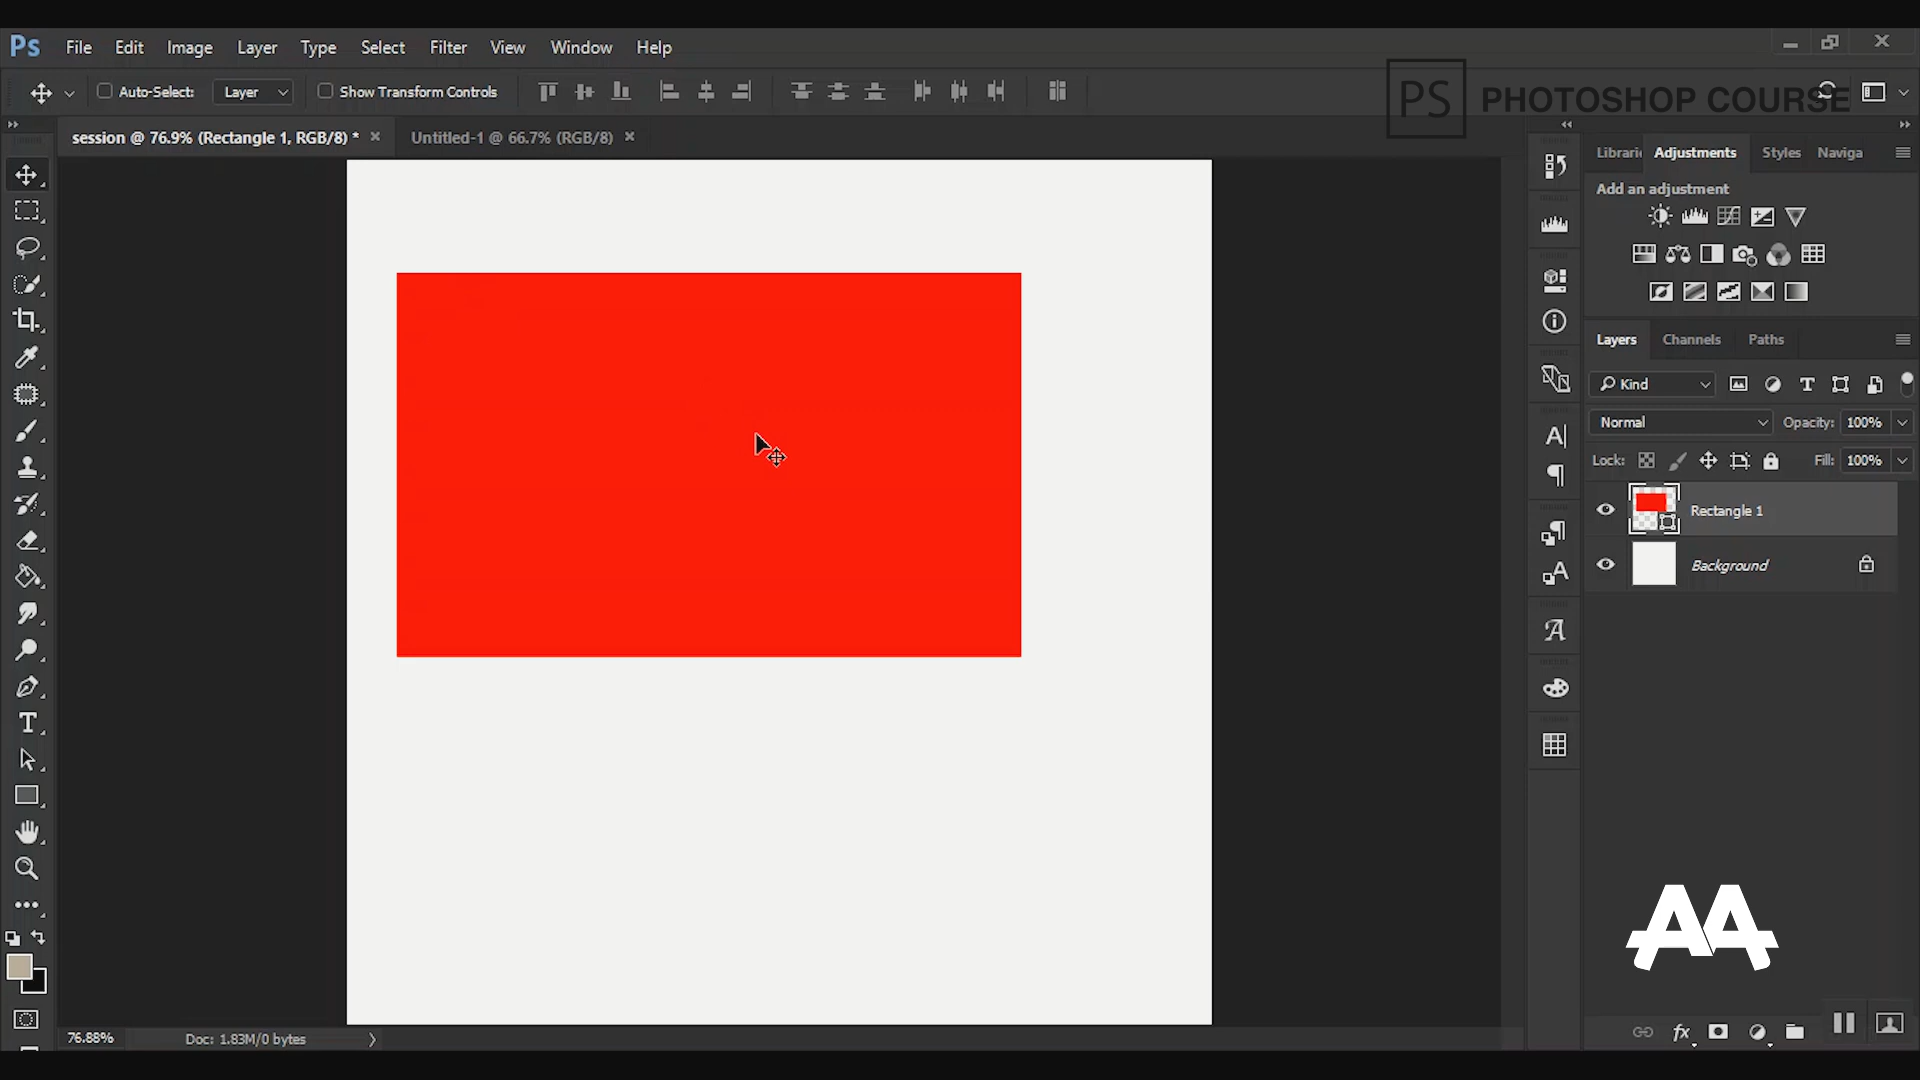 Ps File Edit Image Layer Type Select Filter View Window Help
Auto-Select: Layer Show Transform Controls
PS PHOTOSHOP COURSE
session @ 76.9% (Rectangle 1, RGB/8) * × Untitled-1 @ 66.7% (RGB/8) ×
Librari Adjustments Styles Naviga
Add an adjustment
Layers Channels Paths
Kind
Normal Opacity: 100%
Lock: Fill: 100%
Rectangle 1
Background
AA
fx
76.88% Doc: 1.83M/0 bytes